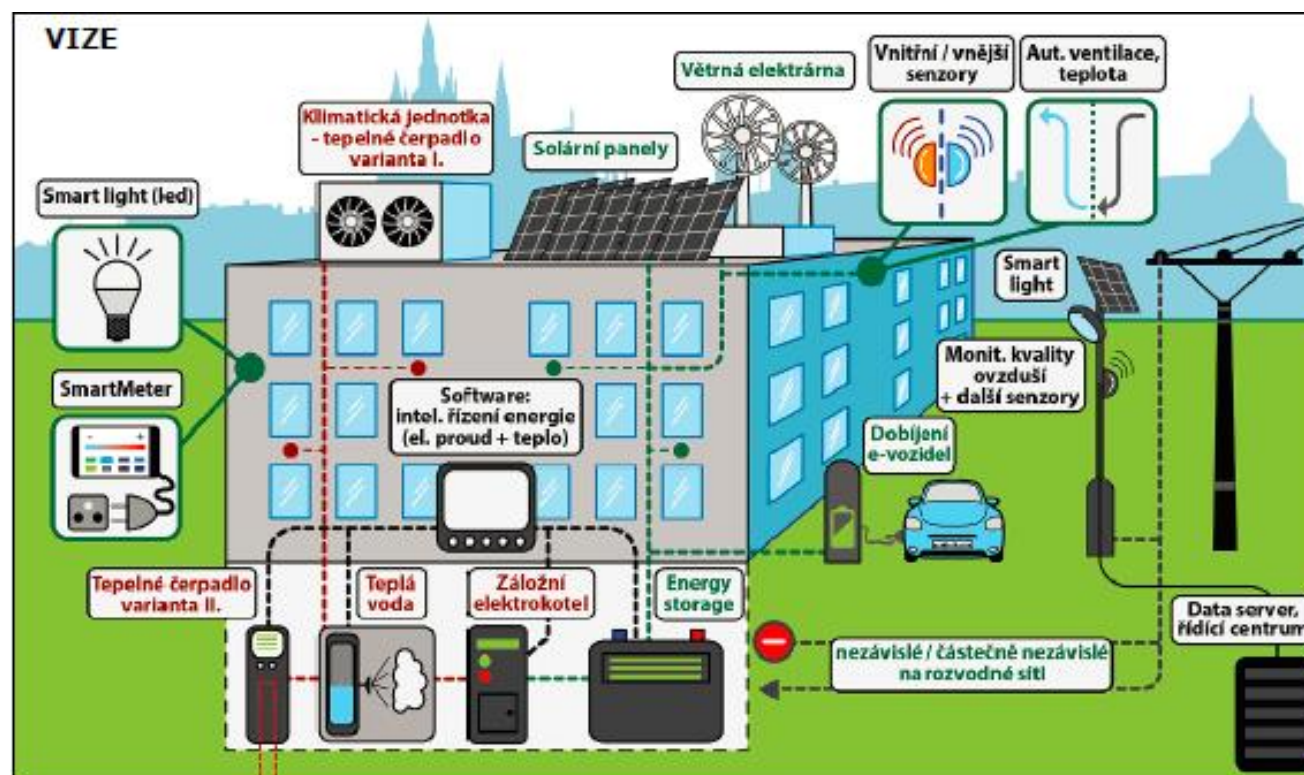 VIZE
Klimatická jednotka
- tepelné čerpadlo
varianta I.
Solární panely
Větrná elektrárna
Vnitřní / vnější
senzory
Aut. ventilace,
teplota
Smart light (led)
SmartMeter
Software:
intel. řízení energie
(el. proud + teplo)
Smart
light
Monit. kvality
ovzduší
+ další senzory
Dobíjení
e-vozidel
Tepelné čerpadlo
varianta II.
Teplá
voda
Záložní
elektrokotel
Energy
storage
nezávislé / částečně nezávislé
na rozvodné síti
Data server,
řídící centrum